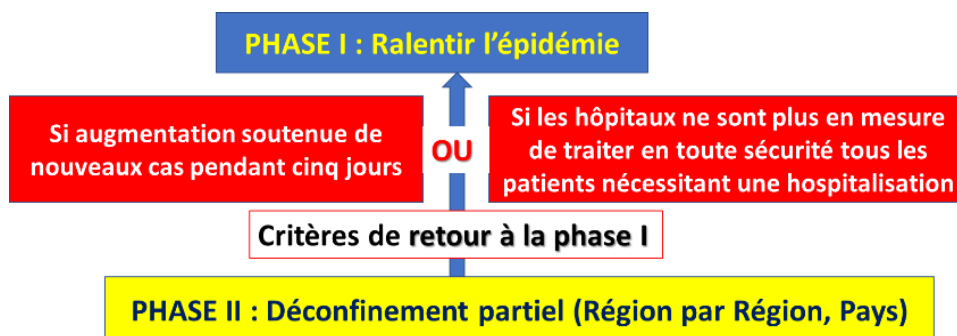 PHASE I : Ralentir l’épidémie
Si augmentation soutenue de
nouveaux cas pendant cinq jours
OU
Si les hôpitaux ne sont plus en mesure
de traiter en toute sécurité tous les
patients nécessitant une hospitalisation
Critères de retour à la phase I
PHASE II : Déconfinement partiel (Région par Région, Pays)